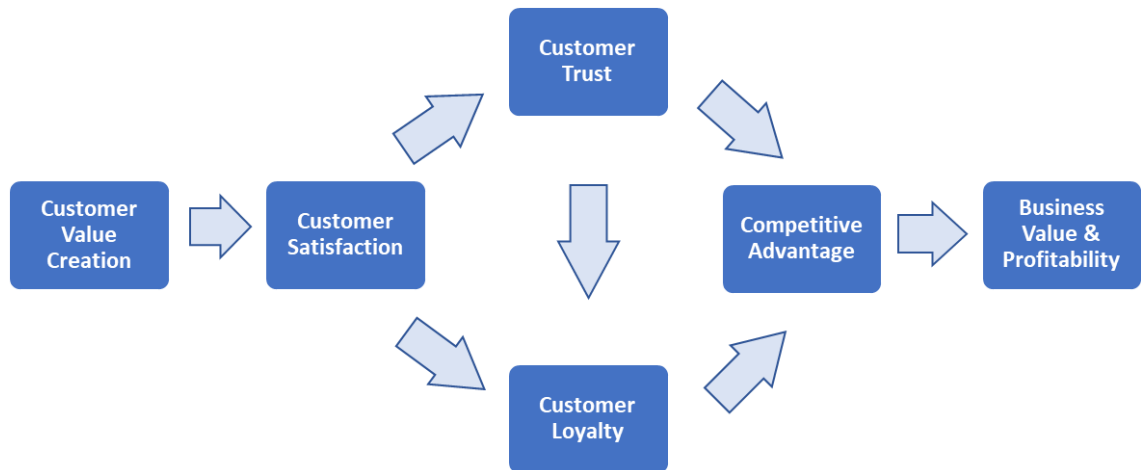 Customer
Trust
Customer
Value
Creation
Customer
Satisfaction
Competitive
Advantage
Business
Value &
Profitability
Customer
Loyalty